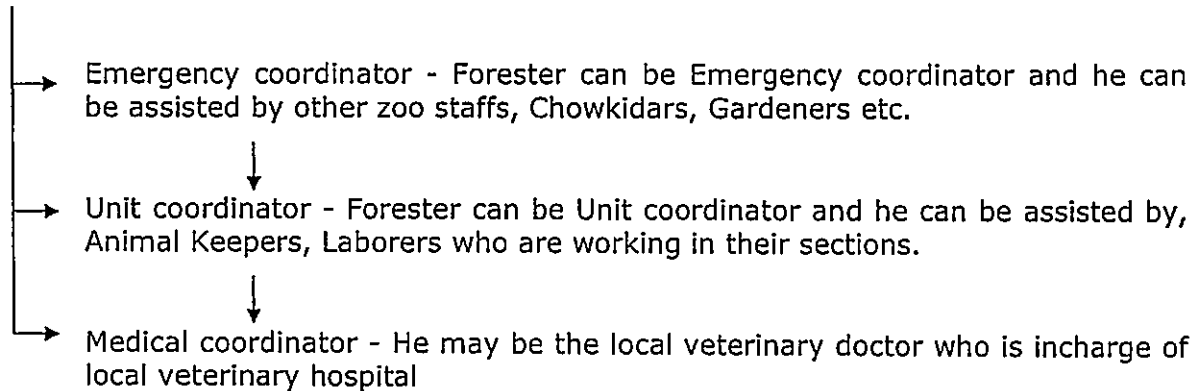 Emergency coordinator - Forester can be Emergency coordinator and he can
be assisted by other zoo staffs, Chowkidars, Gardeners etc.
Unit coordinator - Forester can be Unit coordinator and he can be assisted by,
Animal Keepers, Laborers who are working in their sections.
Medical coordinator - He may be the local veterinary doctor who is incharge of
local veterinary hospital